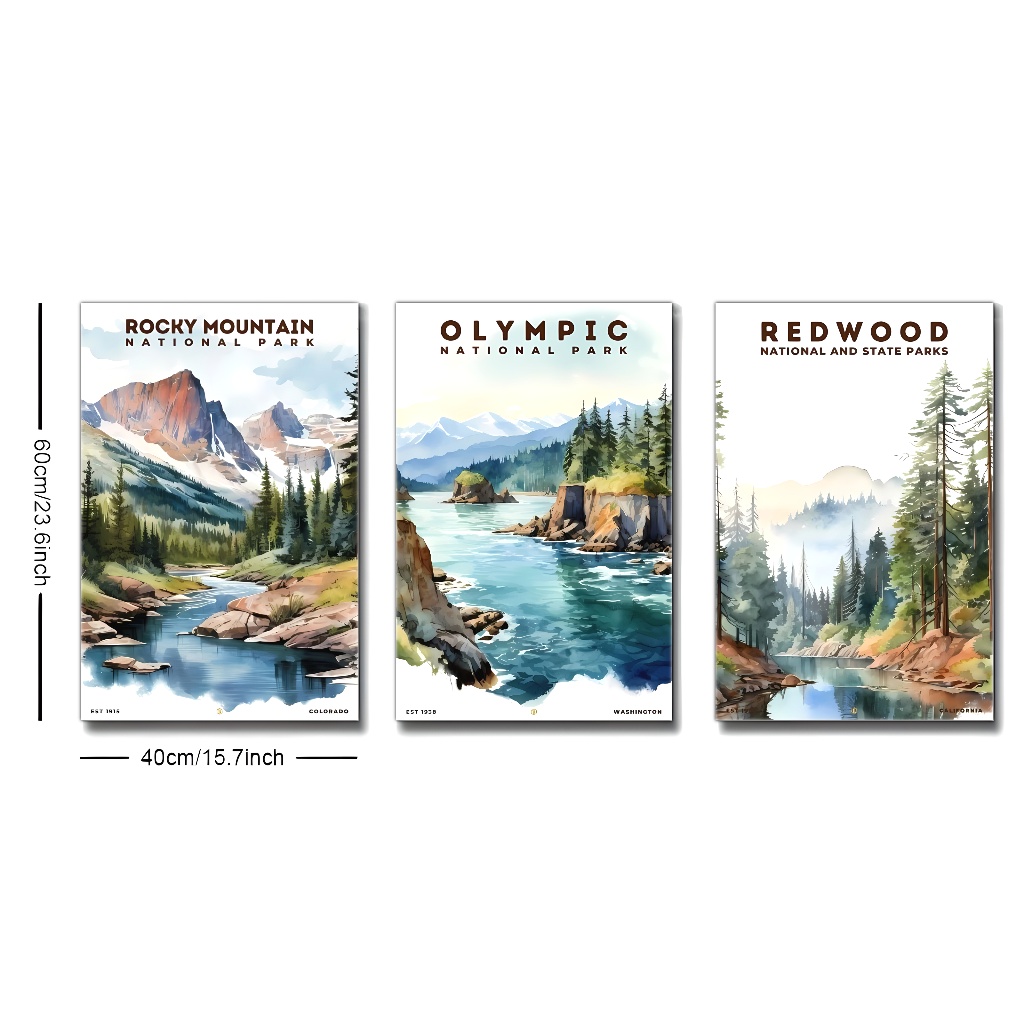 ROCKY MOUNTAIN
NATIONAL PARK
EST 1915
COLORADO
OLYMPIC
NATIONAL PARK
EST 1938
WASHINGTON
REDWOOD
NATIONAL AND STATE PARKS
CALIFORNIA
60cm/23.6inch
40cm/15.7inch